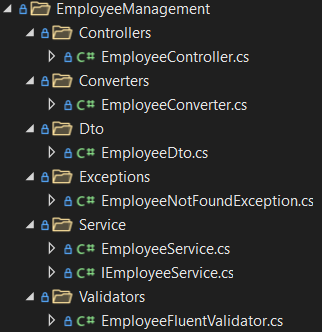 EmployeeManagement
Controllers
C# EmployeeController.cs
Converters
C# EmployeeConverter.cs
Dto
C# EmployeeDto.cs
Exceptions
C# EmployeeNotFoundException.cs
Service
C# EmployeeService.cs
C# IEmployeeService.cs
Validators
C# EmployeeFluentValidator.cs